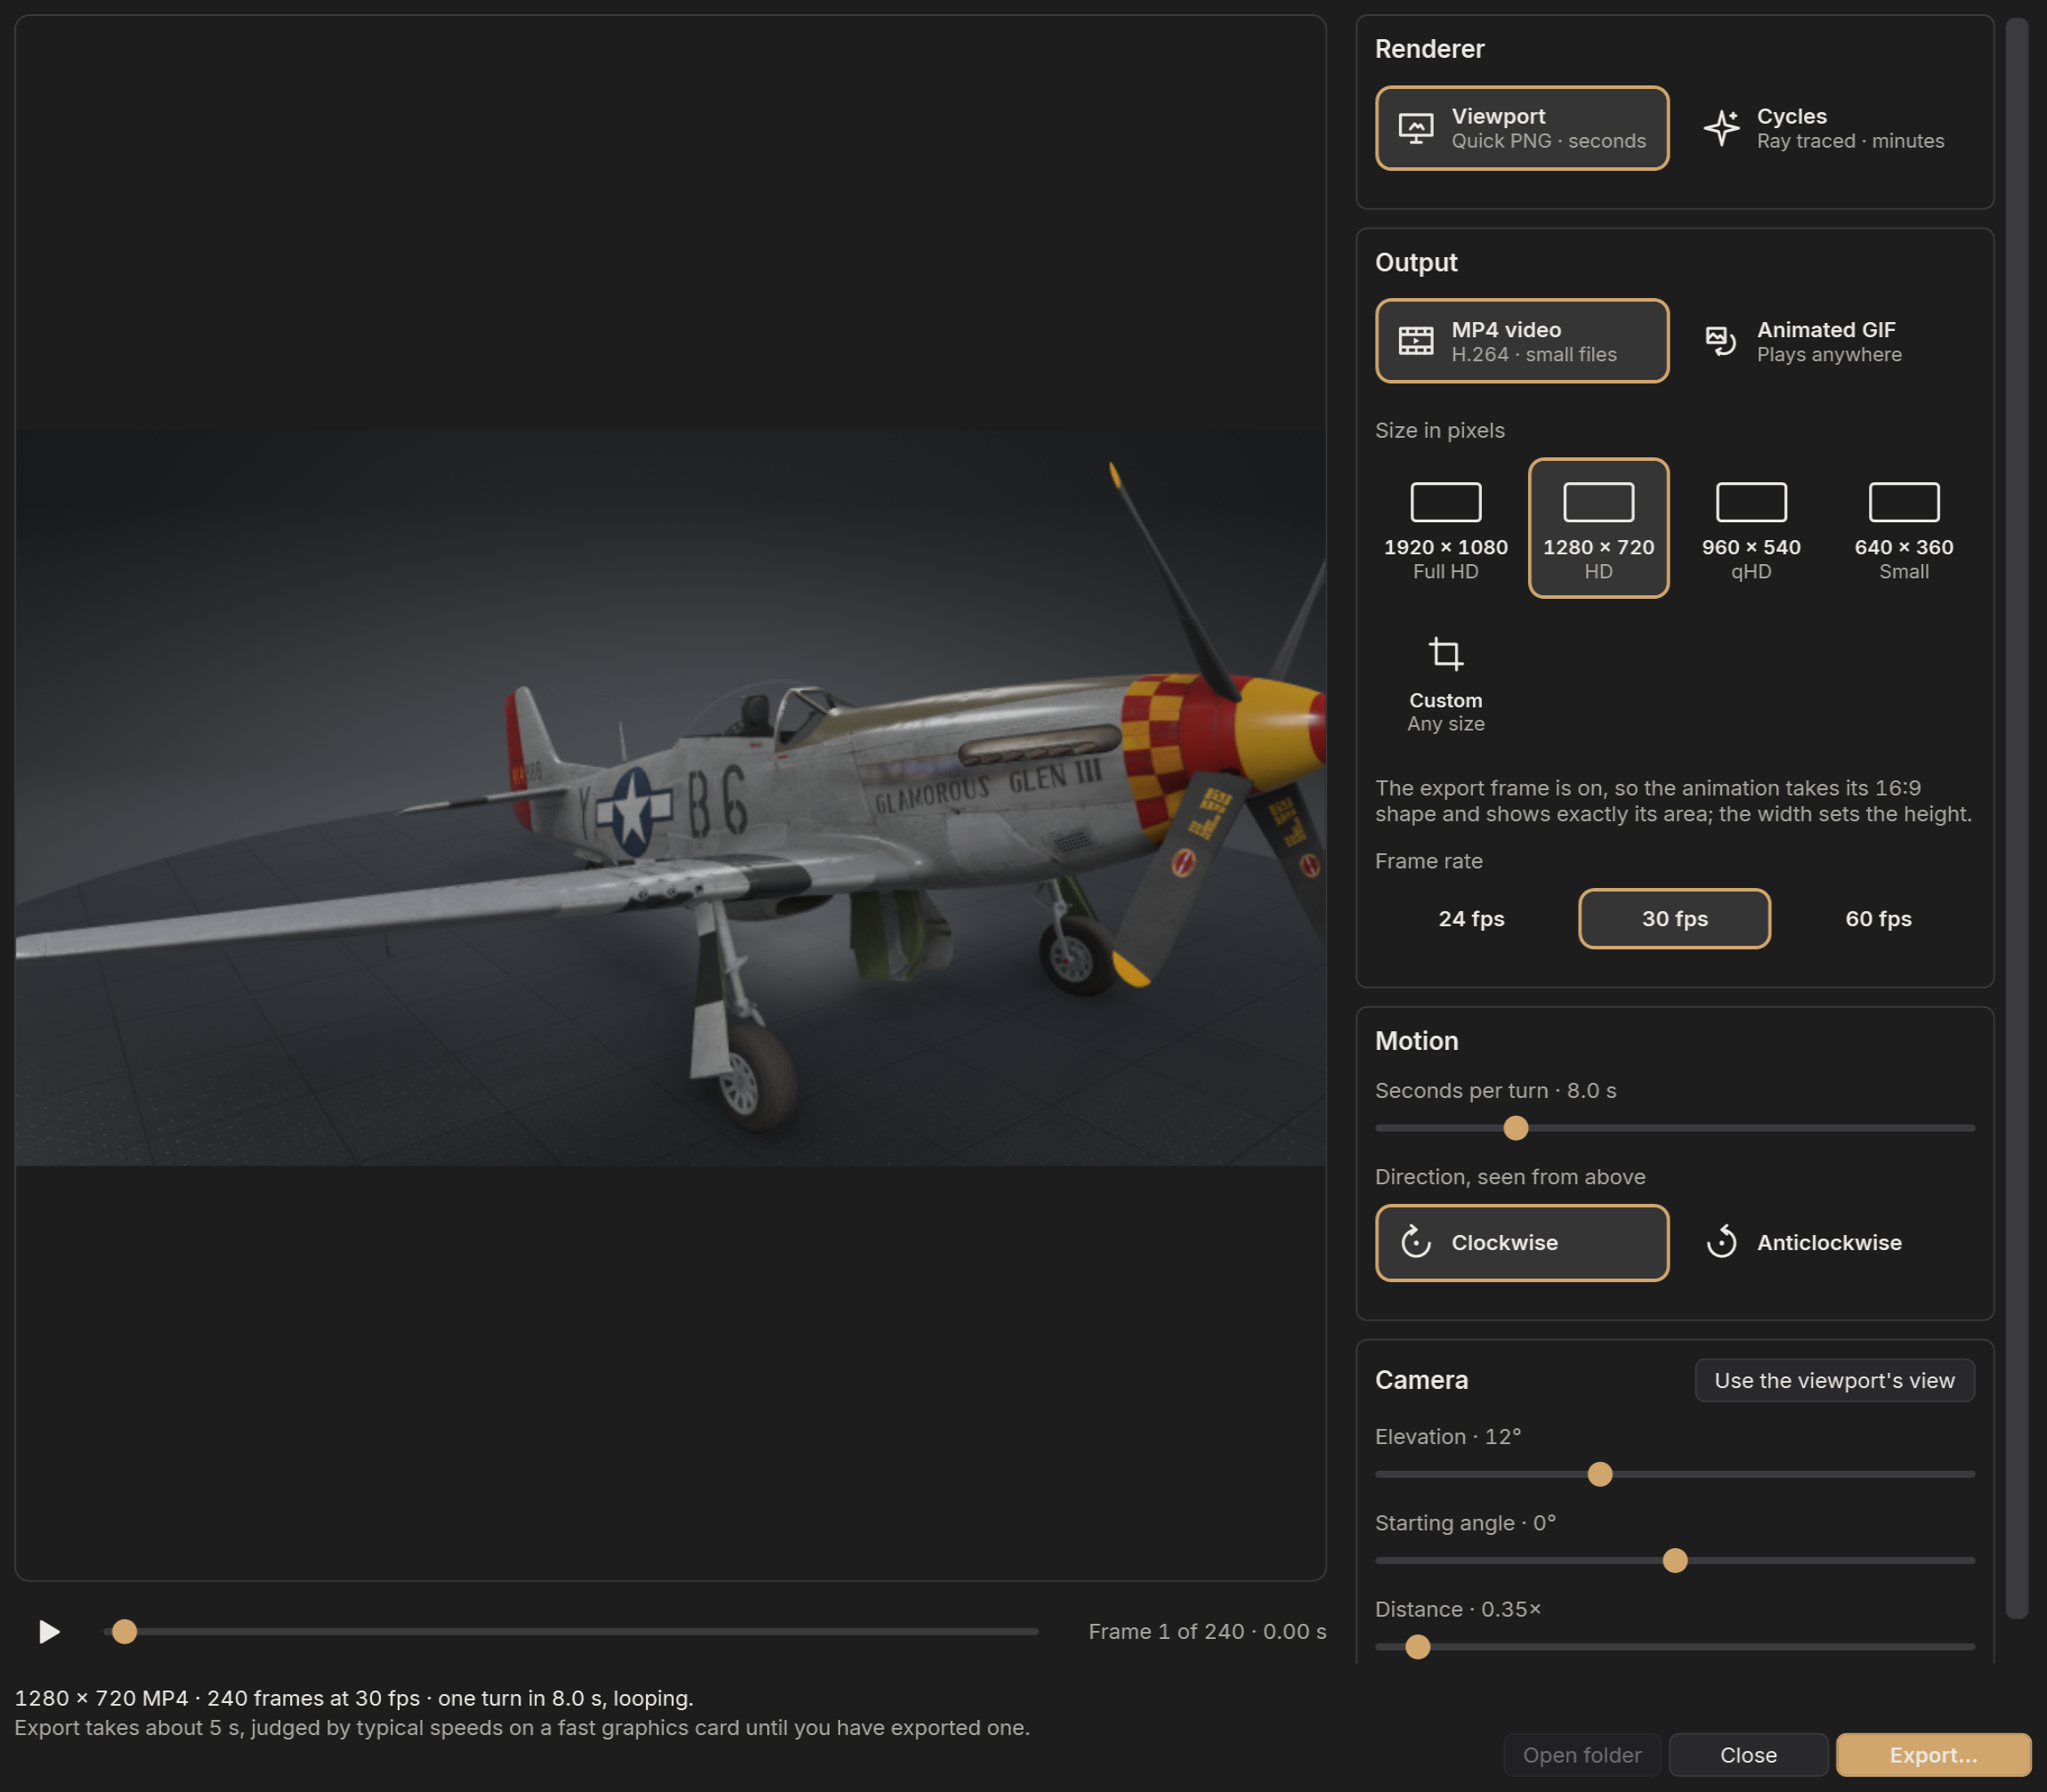 Renderer
Viewport
Quick PNG · seconds
Cycles
Ray traced · minutes
Output
MP4 video
H.264 · small files
Animated GIF
Plays anywhere
Size in pixels
1920 × 1080
Full HD
1280 × 720
HD
960 × 540
qHD
640 × 360
Small
Custom
Any size
The export frame is on, so the animation takes its 16:9
shape and shows exactly its area; the width sets the height.
Frame rate
24 fps
30 fps
60 fps
Motion
Seconds per turn · 8.0 s
Direction, seen from above
Clockwise
Anticlockwise
Camera
Use the viewport's view
Elevation · 12°
Starting angle · 0°
Distance · 0.35×
GLAMOROUS GLEN III
Y B6
Frame 1 of 240 · 0.00 s
1280 × 720 MP4 · 240 frames at 30 fps · one turn in 8.0 s, looping.
Export takes about 5 s, judged by typical speeds on a fast graphics card until you have exported one.
Open folder
Close
Export...